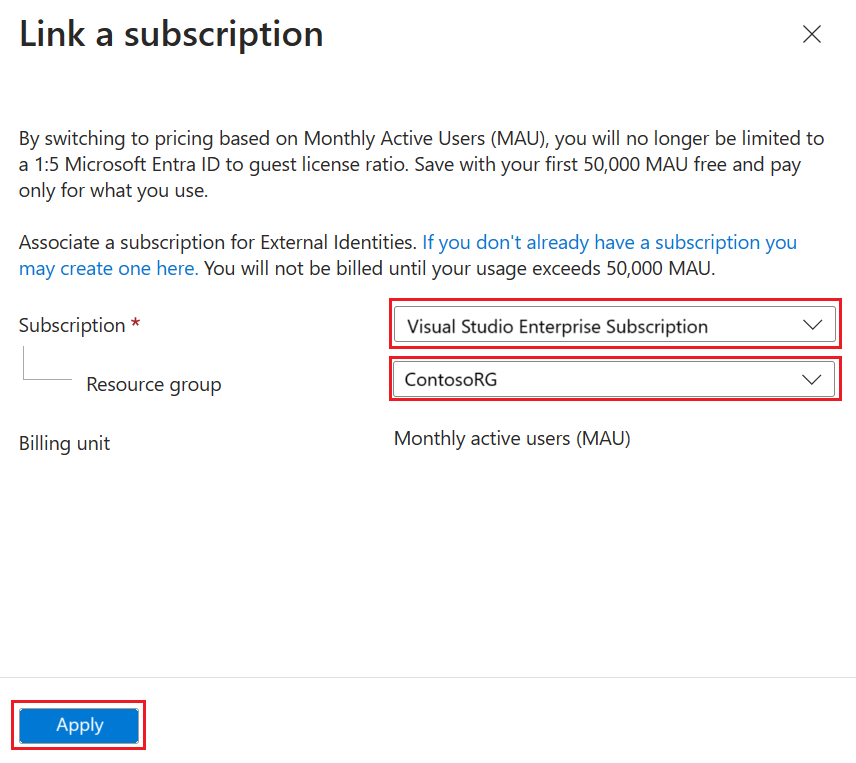 Link a subscription
By switching to pricing based on Monthly Active Users (MAU), you will no longer be limited to
a 1:5 Microsoft Entra ID to guest license ratio. Save with your first 50,000 MAU free and pay
only for what you use.
Associate a subscription for External Identities. If you don't already have a subscription you
may create one here. You will not be billed until your usage exceeds 50,000 MAU.
Subscription *
Visual Studio Enterprise Subscription
Resource group
ContosoRG
Billing unit
Monthly active users (MAU)
Apply